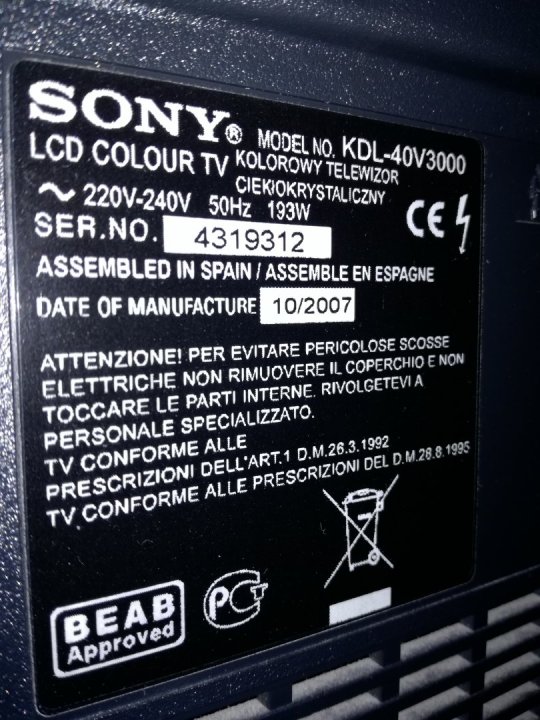 SONY® MODEL NO. KDL-40V3000
LCD COLOUR TV KOLOROWY TELEWIZOR
CIEKŁOKRYSTALICZNY
~ 220V-240V 50Hz 193W
CE
SER.NO. 4319312
ASSEMBLED IN SPAIN / ASSEMBLE EN ESPAGNE
DATE OF MANUFACTURE 10/2007
ATTENZIONE! PER EVITARE PERICOLOSE SCOSSE
ELETTRICHE NON RIMUOVERE IL COPERCHIO E NON
TOCCARE LE PARTI INTERNE. RIVOLGETEVI A
PERSONALE SPECIALIZZATO.
TV CONFORME ALLE
PRESCRIZIONI DELL'ART.1 D.M.26.3.1992
TV CONFORME ALLE PRESCRIZIONI DEL D.M.28.8.1995
BEAB
Approved
PCT